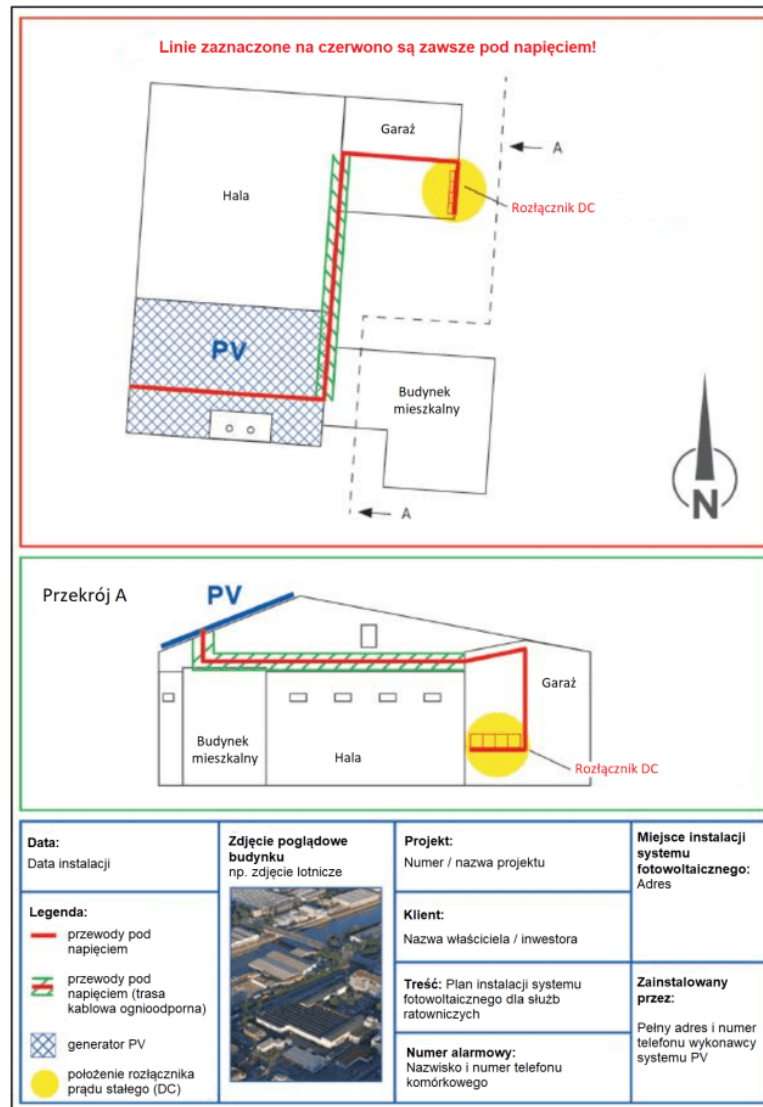 Linie zaznaczone na czerwono są zawsze pod napięciem!
Garaż
A
Hala
Rozłącznik DC
PV
Budynek
mieszkalny
N
A
Przekrój A
PV
Garaż
Budynek
mieszkalny
Hala
Rozłącznik DC
Data:
Data instalacji
Legenda:
przewody pod
napięciem
przewody pod
napięciem (trasa
kablowa ognioodporna)
generator PV
położenie rozłącznika
prądu stałego (DC)
Zdjęcie poglądowe
budynku
np. zdjęcie lotnicze
Projekt:
Numer / nazwa projektu
Klient:
Nazwa właściciela / inwestora
Treść: Plan instalacji systemu
fotowoltaicznego dla służb
ratowniczych
Numer alarmowy:
Nazwisko i numer telefonu
komórkowego
Miejsce instalacji
systemu
fotowoltaicznego:
Adres
Zainstalowany
przez:
Pełny adres i numer
telefonu wykonawcy
systemu PV